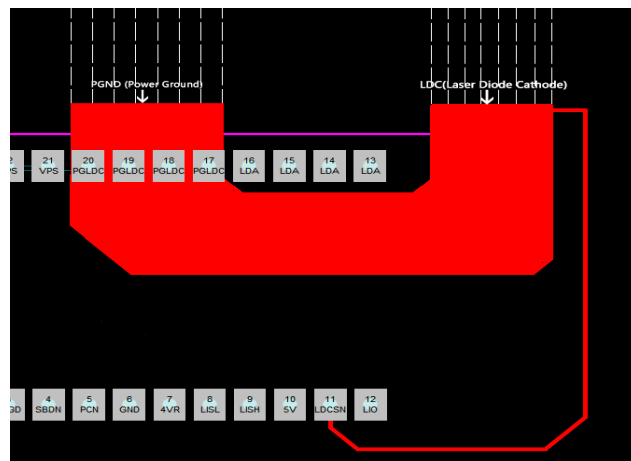 PGND (Power Ground)
LDC(Laser Diode Cathode)
21 20 19 18 17 16 15 14 13
VPS PGLDC PGLDC PGLDC PGLDC LDA LDA LDA LDA
4 5 6 7 8 9 10 11 12
SBDN PCN GND 4VR LISL LISH 5V LDCSN LIO